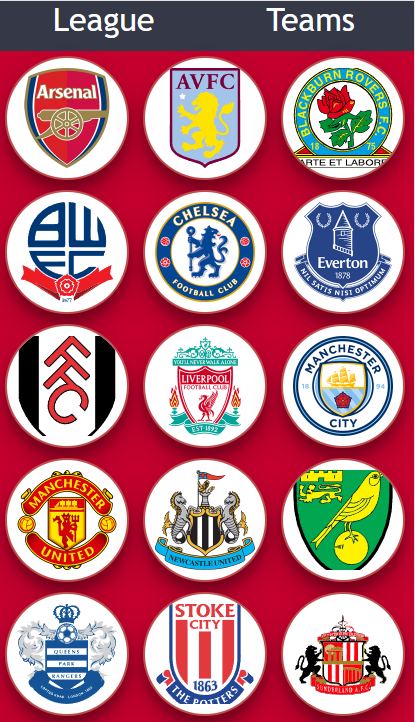 League Teams
Arsenal
AVFC
BLACKBURN ROVERS F.C.
18 75
ARTE ET LABORE
BWFC
1877
CHELSEA
FOOTBALL CLUB
Everton
1878
NIL SATIS NISI OPTIMUM
FFC
YOU'LL NEVER WALK ALONE
LIVERPOOL
FOOTBALL CLUB
EST·1892
MANCHESTER
18 94
CITY
MANCHESTER
UNITED
NEWCASTLE UNITED
QUEENS
PARK
RANGERS
STOKE
CITY
1863
THE POTTERS
SUNDERLAND A.F.C.